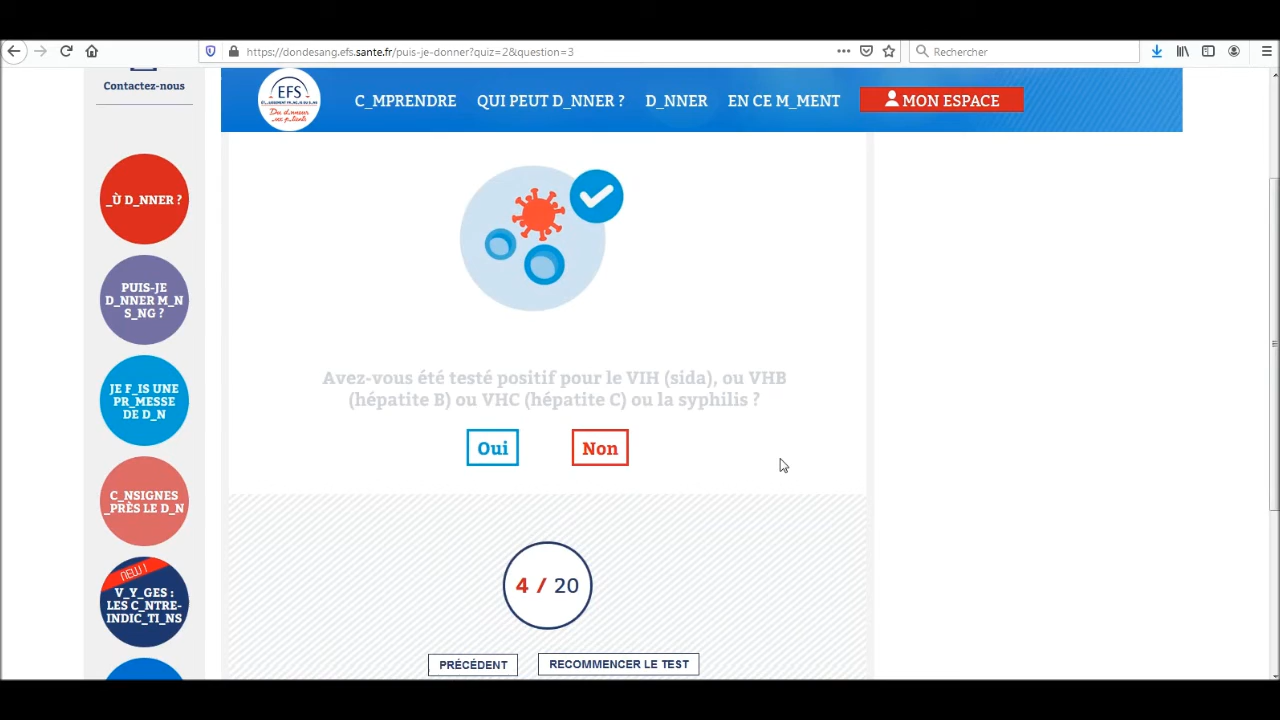 https://dondesang.efs.sante.fr/puis-je-donner?quiz=2&question=3
Rechercher
Contactez-nous
EFS
Du d_nneur
C_MPRENDRE
QUI PEUT D_NNER ?
D_NNER
EN CE M_MENT
MON ESPACE
_Ù D_NNER ?
PUIS-JE
D_NNER M_N
S_NG ?
JE F_IS UNE
PR_MESSE
DE D_N
C_NSIGNES
_PRÈS LE D_N
NEW !
V_Y_GES :
LES C_NTRE-
INDIC_TI_NS
Avez-vous été testé positif pour le VIH (sida), ou VHB
(hépatite B) ou VHC (hépatite C) ou la syphilis ?
Oui
Non
4 / 20
PRÉCÉDENT
RECOMMENCER LE TEST